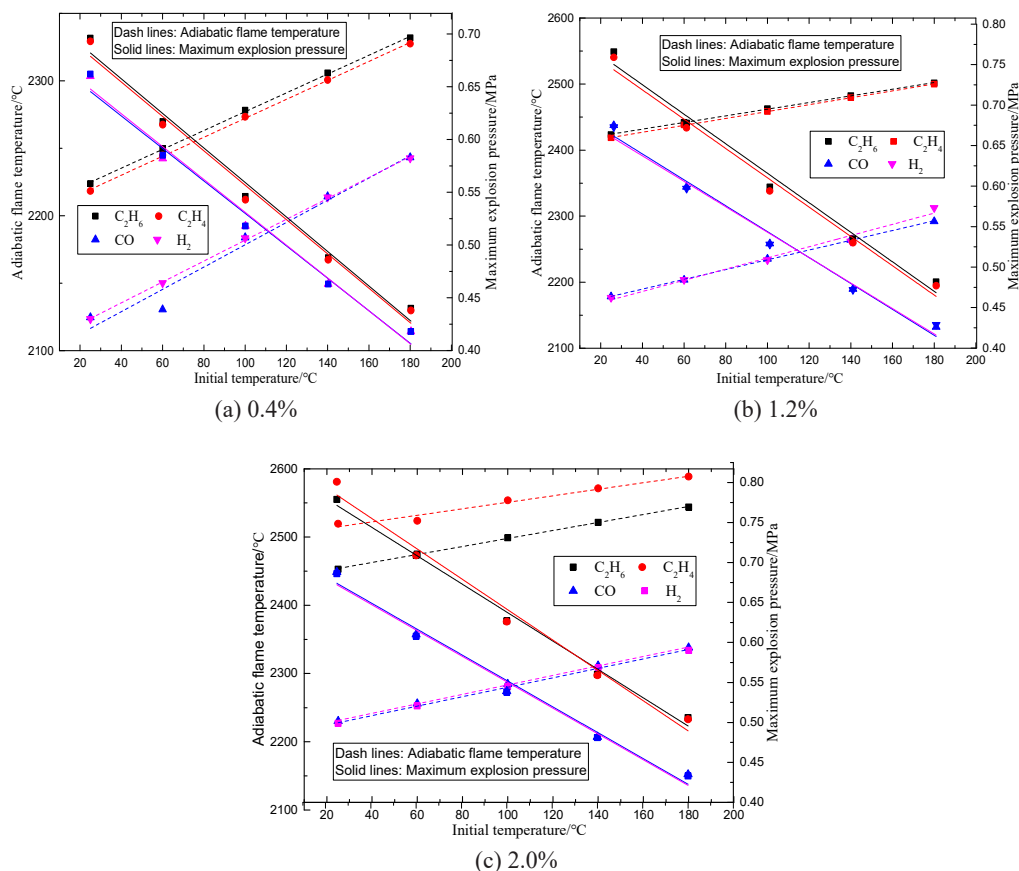 Dash lines: Adiabatic flame temperature
Solid lines: Maximum explosion pressure
C2H6
C2H4
CO
H2
2300
2200
2100
Adiabatic flame temperature/°C
0.70
0.65
0.60
0.55
0.50
0.45
0.40
Maximum explosion pressure/MPa
0 20 40 60 80 100 120 140 160 180 200
Initial temperature/°C
(a) 0.4%
Dash lines: Adiabatic flame temperature
Solid lines: Maximum explosion pressure
C2H6
C2H4
CO
H2
2500
2400
2300
2200
2100
Adiabatic flame temperature/°C
0.80
0.75
0.70
0.65
0.60
0.55
0.50
0.45
0.40
Maximum explosion pressure/MPa
20 40 60 80 100 120 140 160 180 200
Initial temperature/°C
(b) 1.2%
C2H6
C2H4
CO
H2
Dash lines: Adiabatic flame temperature
Solid lines: Maximum explosion pressure
2600
2500
2400
2300
2200
2100
Adiabatic flame temperature/°C
0.80
0.75
0.70
0.65
0.60
0.55
0.50
0.45
0.40
Maximum explosion pressure/MPa
20 40 60 80 100 120 140 160 180 200
Initial temperature/°C
(c) 2.0%